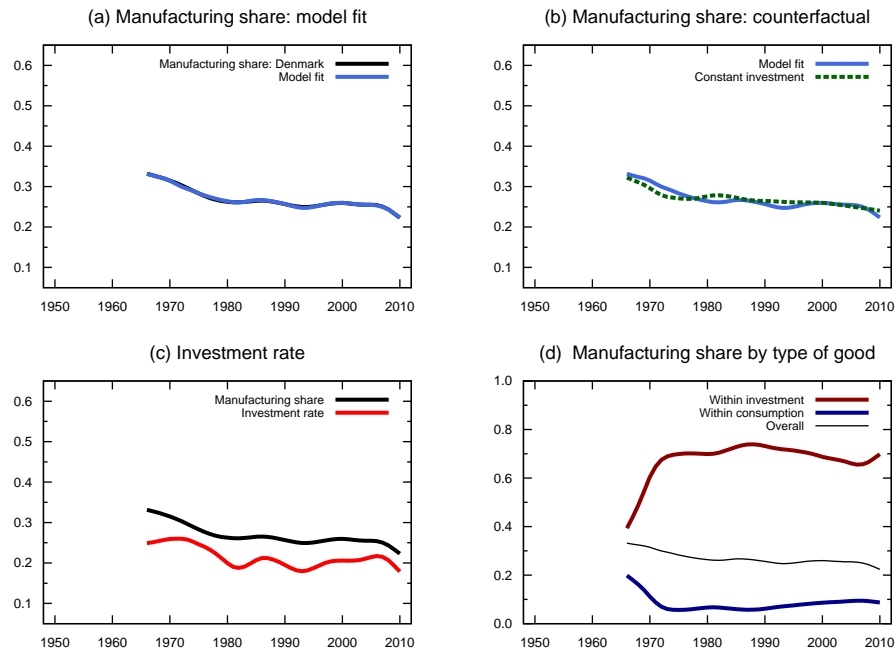 (a) Manufacturing share: model fit
Manufacturing share: Denmark
Model fit
0.6
0.5
0.4
0.3
0.2
0.1
1950 1960 1970 1980 1990 2000 2010
(b) Manufacturing share: counterfactual
Model fit
Constant investment
0.6
0.5
0.4
0.3
0.2
0.1
1950 1960 1970 1980 1990 2000 2010
(c) Investment rate
Manufacturing share
Investment rate
0.6
0.5
0.4
0.3
0.2
0.1
1950 1960 1970 1980 1990 2000 2010
(d) Manufacturing share by type of good
Within investment
Within consumption
Overall
1.0
0.8
0.6
0.4
0.2
0.0
1950 1960 1970 1980 1990 2000 2010